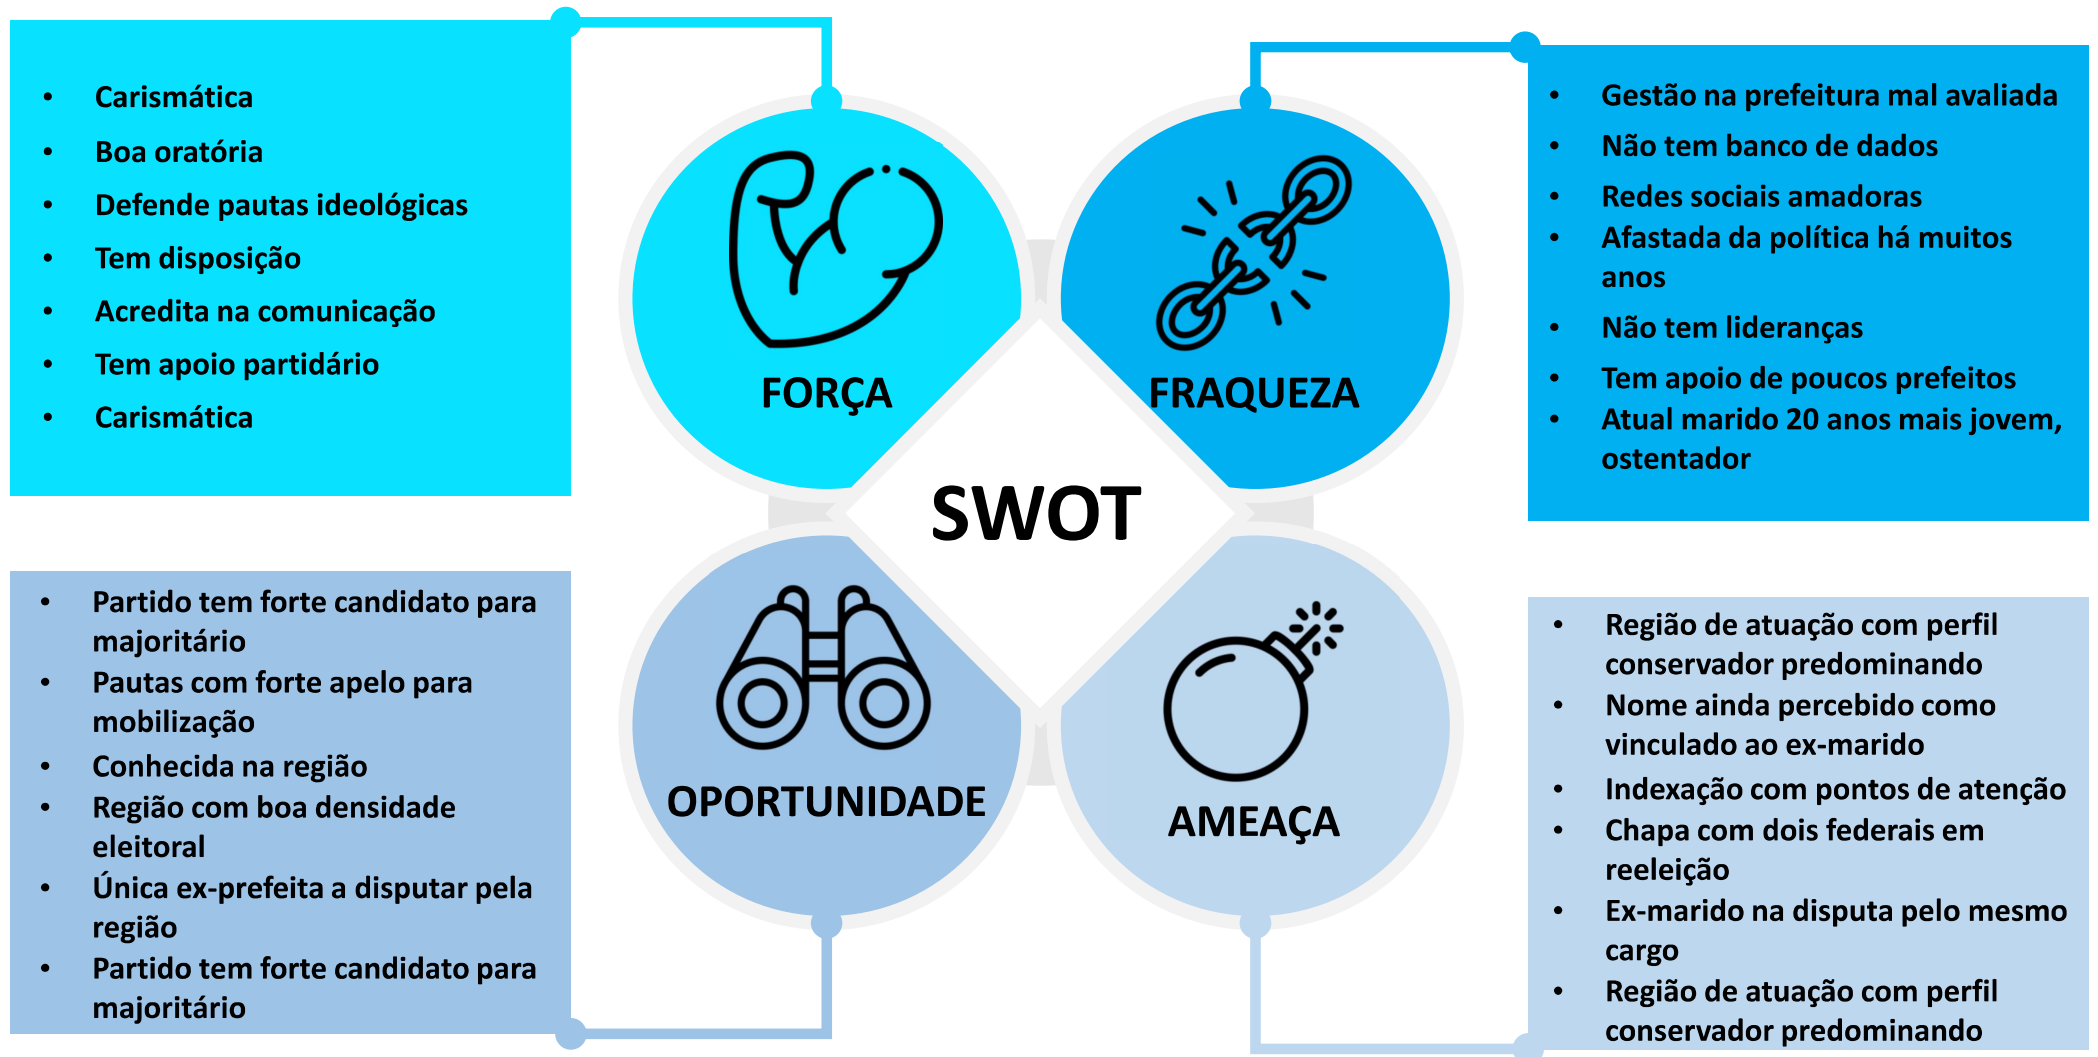 • Carismática
• Boa oratória
• Defende pautas ideológicas
• Tem disposição
• Acredita na comunicação
• Tem apoio partidário
• Carismática
FORÇA
FRAQUEZA
• Gestão na prefeitura mal avaliada
• Não tem banco de dados
• Redes sociais amadoras
• Afastada da política há muitos
anos
• Não tem lideranças
• Tem apoio de poucos prefeitos
• Atual marido 20 anos mais jovem,
ostentador
SWOT
• Partido tem forte candidato para
majoritário
• Pautas com forte apelo para
mobilização
• Conhecida na região
• Região com boa densidade
eleitoral
• Única ex-prefeita a disputar pela
região
• Partido tem forte candidato para
majoritário
OPORTUNIDADE
AMEAÇA
• Região de atuação com perfil
conservador predominando
• Nome ainda percebido como
vinculado ao ex-marido
• Indexação com pontos de atenção
• Chapa com dois federais em
reeleição
• Ex-marido na disputa pelo mesmo
cargo
• Região de atuação com perfil
conservador predominando